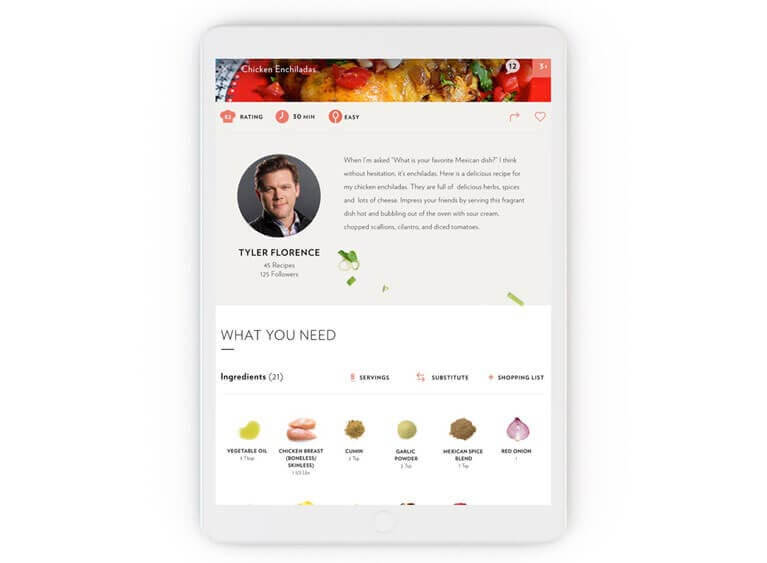 Chicken Enchiladas
12
3+
RATING
30 MIN
EASY
When I'm asked "What is your favorite Mexican dish?" I think
without hesitation, it's enchiladas. Here is a delicious recipe for
my chicken enchiladas. They are full of delicious herbs, spices
and lots of cheese. Impress your friends by serving this fragrant
dish hot and bubbling out of the oven with sour cream,
chopped scallions, cilantro, and diced tomatoes.
TYLER FLORENCE
45 Recipes
125 Followers
WHAT YOU NEED
Ingredients (21)
SERVINGS
SUBSTITUTE
+ SHOPPING LIST
VEGETABLE OIL
CHICKEN BREAST
(BONELESS/
SKINLESS)
1 1/2 Lbs
CUMIN
2 Tsp
GARLIC
POWDER
2 Tsp
MEXICAN SPICE
BLEND
1 Tsp
RED ONION
1